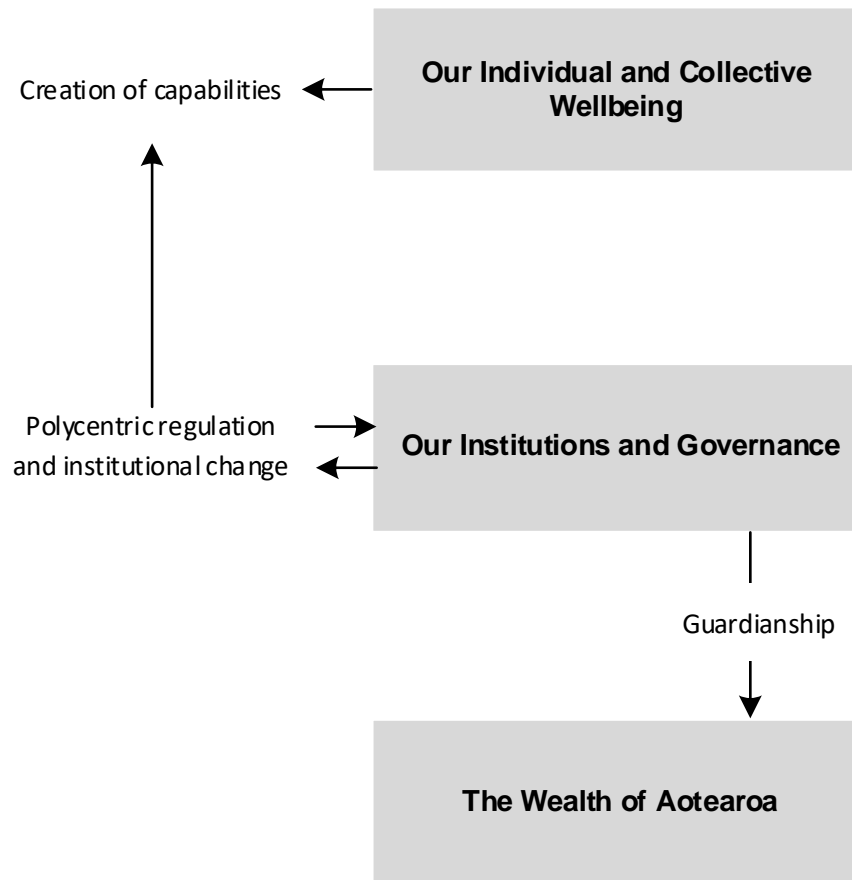 Our Individual and Collective
Wellbeing
Creation of capabilities
Polycentric regulation
and institutional change
Our Institutions and Governance
Guardianship
The Wealth of Aotearoa